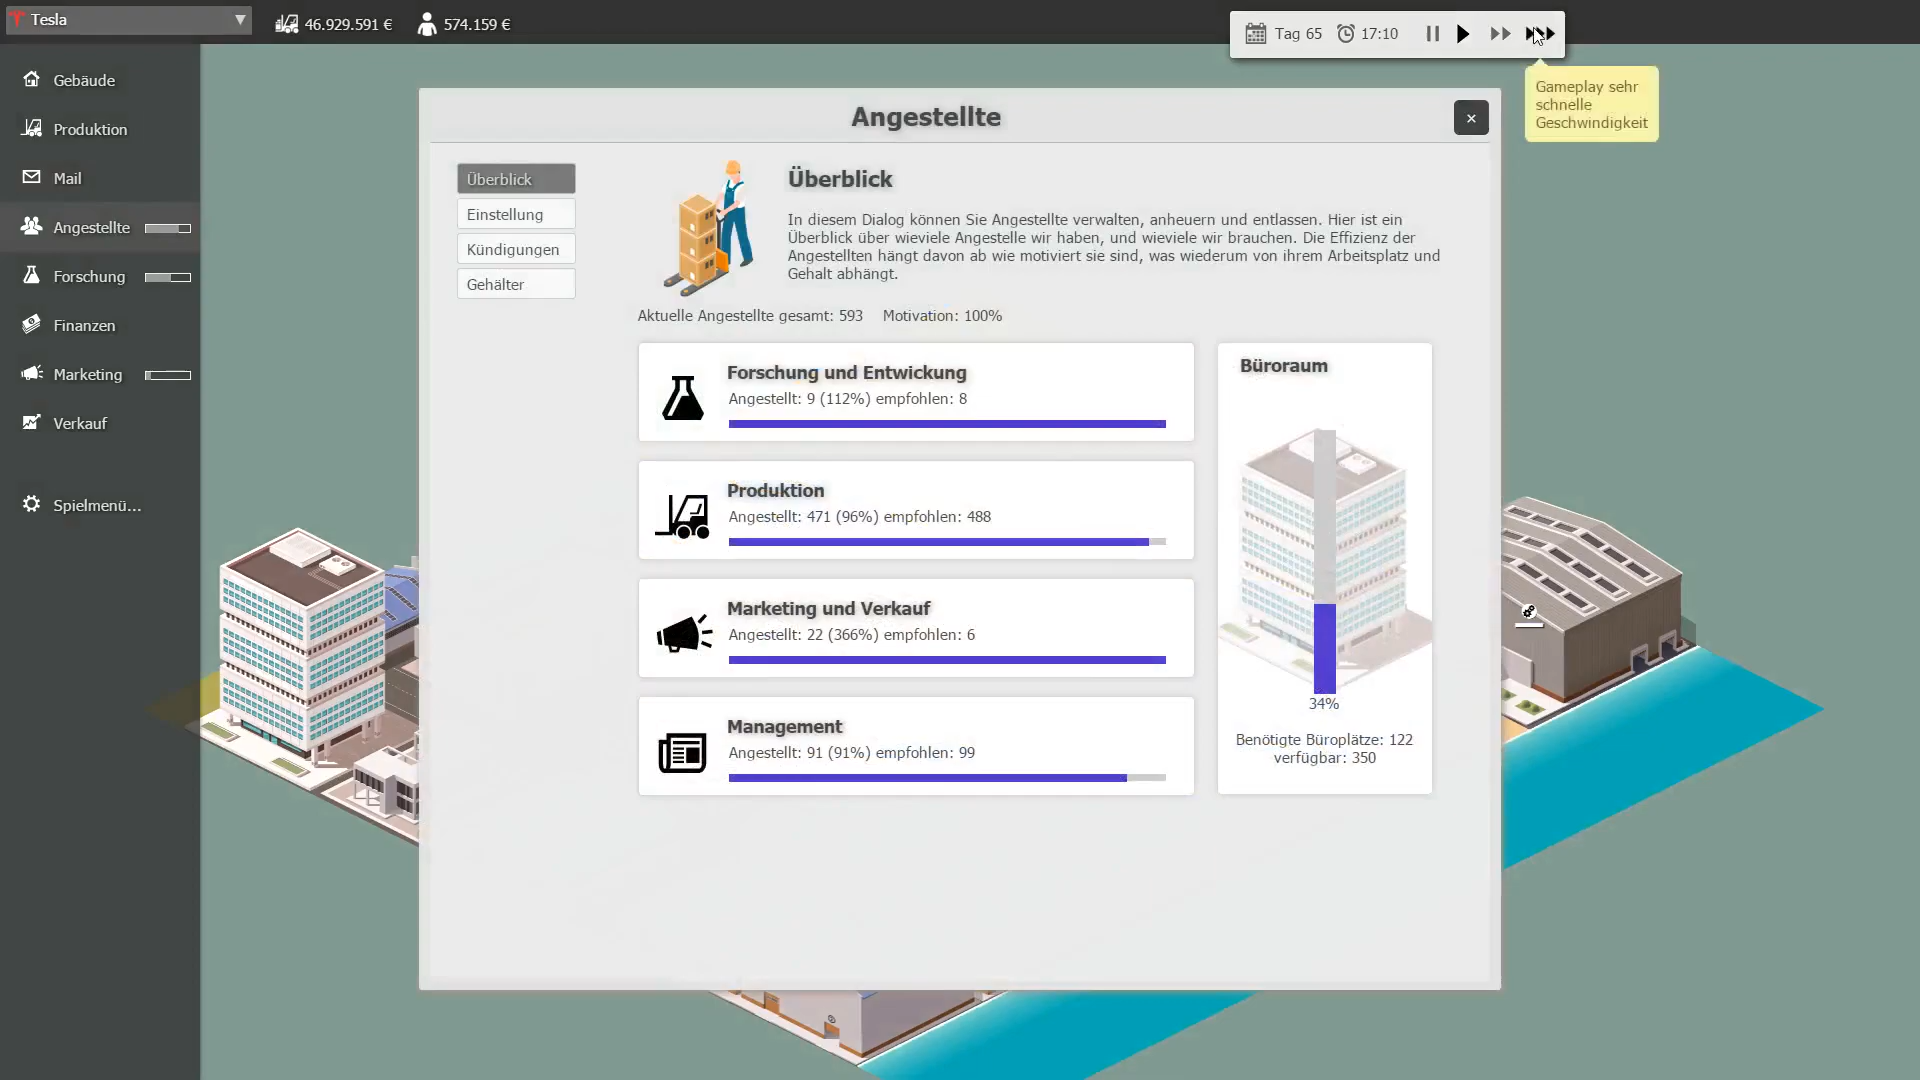 Tesla
46.929.591 €
574.159 €
Tag 65
17:10
Gameplay sehr
schnelle
Geschwindigkeit
Gebäude
Produktion
Mail
Angestellte
Forschung
Finanzen
Marketing
Verkauf
Spielmenü...
Angestellte
×
Überblick
Einstellung
Kündigungen
Gehälter
Überblick
In diesem Dialog können Sie Angestellte verwalten, anheuern und entlassen. Hier ist ein
Überblick über wieviele Angestelle wir haben, und wieviele wir brauchen. Die Effizienz der
Angestellten hängt davon ab wie motiviert sie sind, was wiederum von ihrem Arbeitsplatz und
Gehalt abhängt.
Aktuelle Angestellte gesamt: 593 Motivation: 100%
Forschung und Entwickung
Angestellt: 9 (112%) empfohlen: 8
Produktion
Angestellt: 471 (96%) empfohlen: 488
Marketing und Verkauf
Angestellt: 22 (366%) empfohlen: 6
Management
Angestellt: 91 (91%) empfohlen: 99
Büroraum
34%
Benötigte Büroplätze: 122
verfügbar: 350